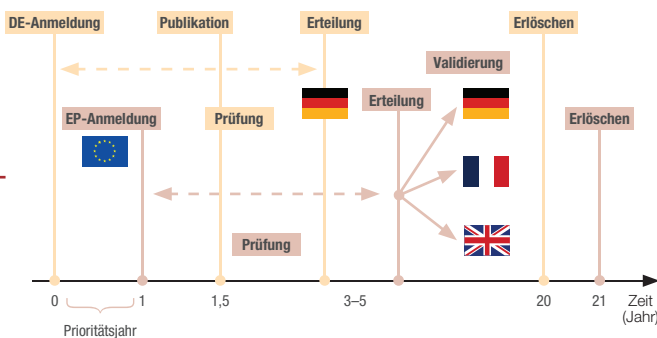 DE-Anmeldung
Publikation
Erteilung
Erlöschen
Validierung
EP-Anmeldung
Prüfung
Erteilung
Erlöschen
Prüfung
0
1
1,5
3–5
20
21
Zeit
(Jahr)
Prioritätsjahr